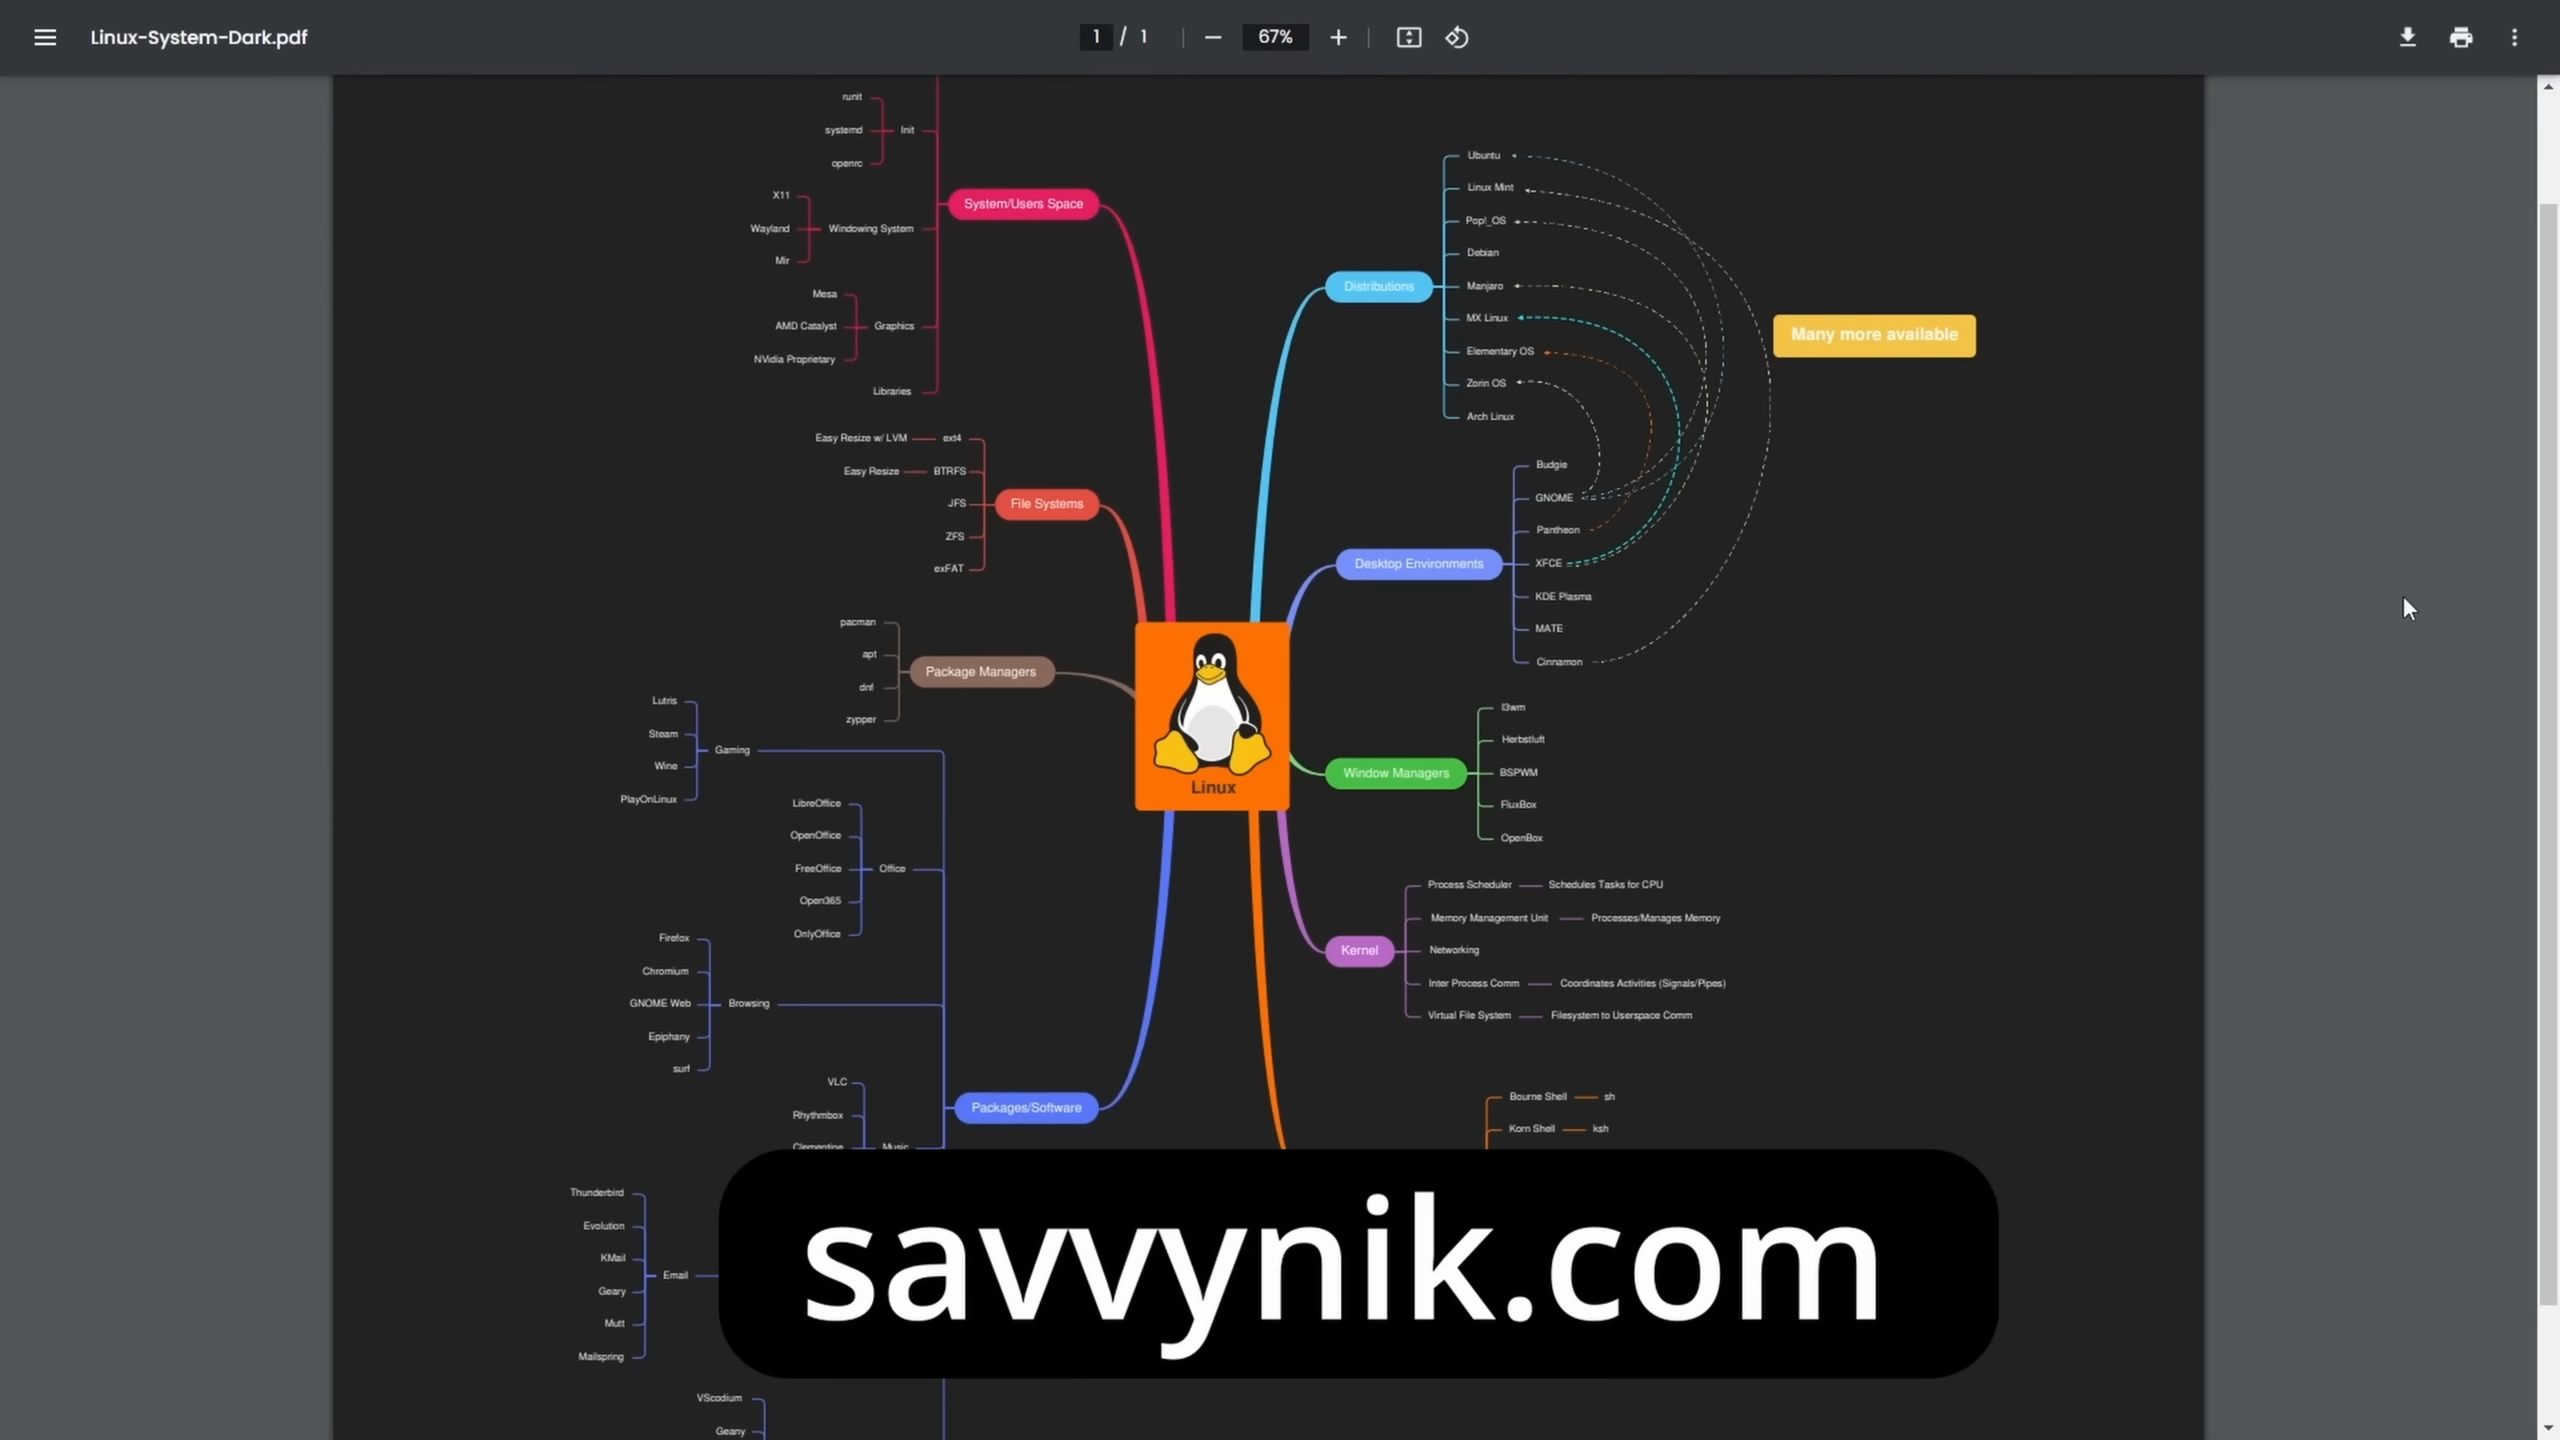 Linux-System-Dark.pdf
1 / 1
67%
runit
systemd
openrc
Init
X11
Wayland
Mir
Windowing System
Mesa
AMD Catalyst
NVidia Proprietary
Graphics
Libraries
System/Users Space
Easy Resize w/ LVM
ext4
Easy Resize
BTRFS
JFS
ZFS
exFAT
File Systems
pacman
apt
dnf
zypper
Package Managers
Lutris
Steam
Wine
PlayOnLinux
Gaming
LibreOffice
OpenOffice
FreeOffice
Open365
OnlyOffice
Office
Firefox
Chromium
GNOME Web
Epiphany
surf
Browsing
VLC
Rhythmbox
Clementine
Music
Packages/Software
Thunderbird
Evolution
KMail
Geary
Mutt
Mailspring
Email
VScodium
Geany
Linux
Distributions
Ubuntu
Linux Mint
Pop!_OS
Debian
Manjaro
MX Linux
Elementary OS
Zorin OS
Arch Linux
Many more available
Desktop Environments
Budgie
GNOME
Pantheon
XFCE
KDE Plasma
MATE
Cinnamon
Window Managers
I3wm
Herbstluft
BSPWM
FluxBox
OpenBox
Kernel
Process Scheduler
Schedules Tasks for CPU
Memory Management Unit
Processes/Manages Memory
Networking
Inter Process Comm
Coordinates Activities (Signals/Pipes)
Virtual File System
Filesystem to Userspace Comm
Bourne Shell
sh
Korn Shell
ksh
savvynik.com